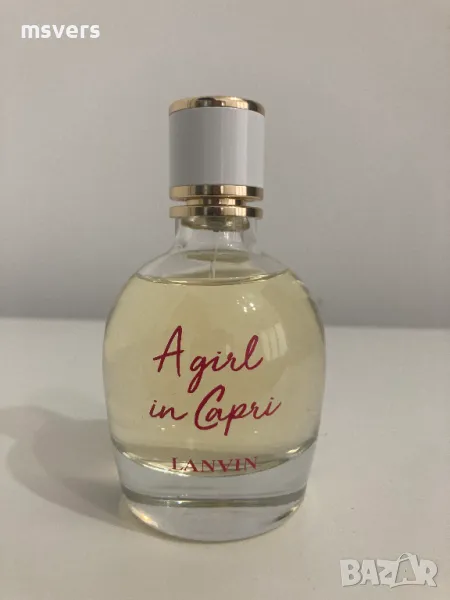 msvers
A girl
in Capri
LANVIN
BAZAR